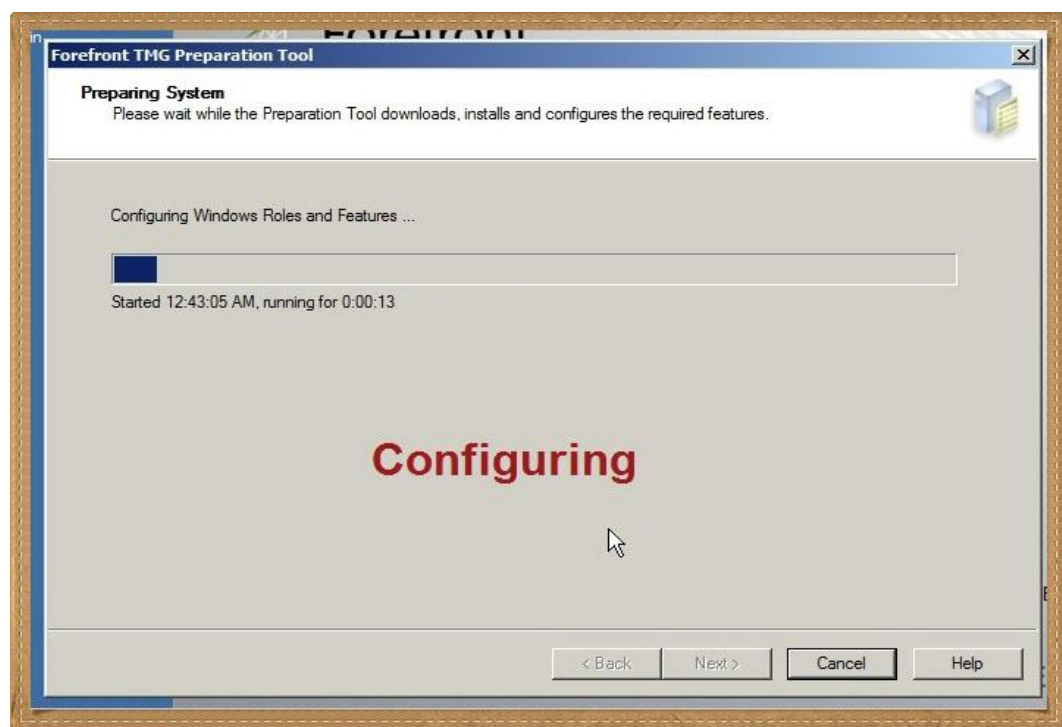 in
Forefront
Forefront TMG Preparation Tool
Preparing System
Please wait while the Preparation Tool downloads, installs and configures the required features.
Configuring Windows Roles and Features ...
Started 12:43:05 AM, running for 0:00:13
Configuring
< Back Next > Cancel Help